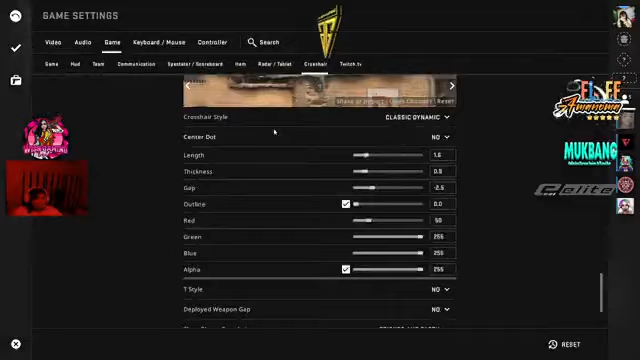 GAME SETTINGS
Video Audio Game Keyboard / Mouse Controller Search
Game Hud Team Communication Spectator / Scoreboard Item Radar / Tablet Crosshair Twitch.tv
Share or Import Reset
Crosshair Style CLASSIC DYNAMIC
Center Dot NO
Length 1.6
Thickness
Gap -2.5
Outline 0.0
Red 50
Green 255
Blue 255
Alpha 255
T Style NO
Deployed Weapon Gap NO
RESET
MUKBANG
elite